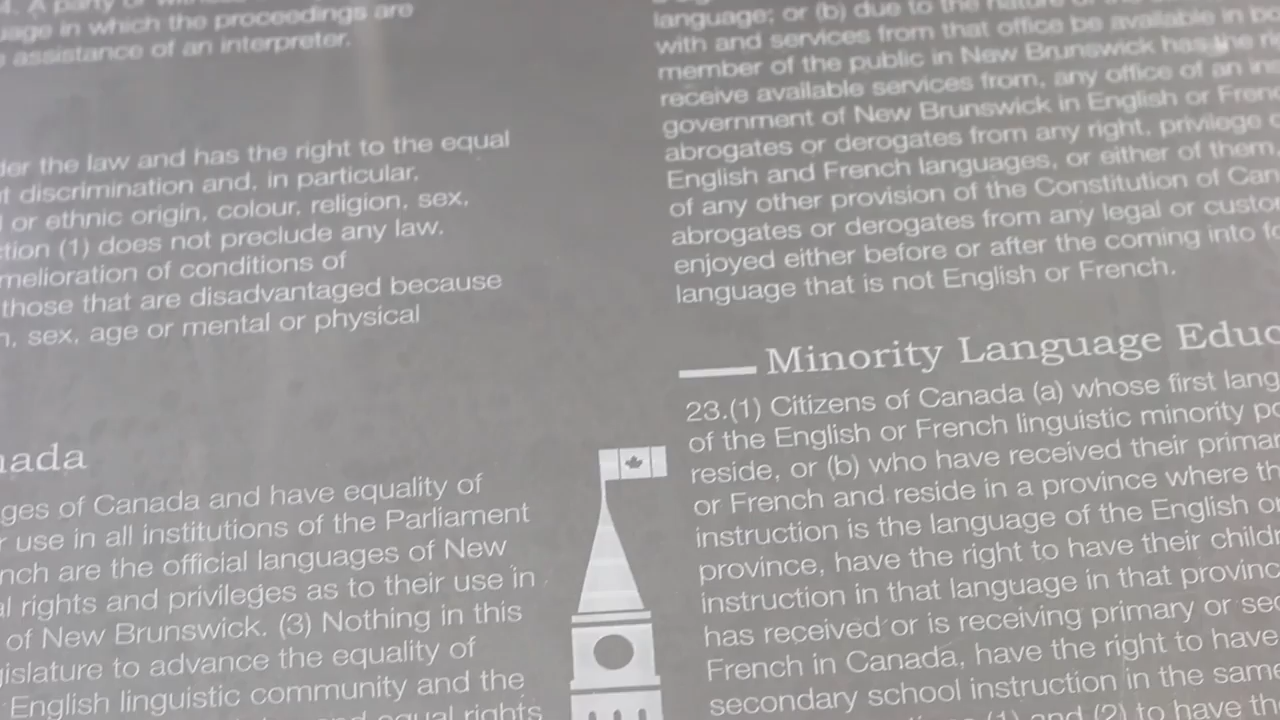 A party or
age in which the proceedings are
assistance of an interpreter.
der the law and has the right to the equal
t discrimination and, in particular,
or ethnic origin, colour, religion, sex,
tion (1) does not preclude any law,
melioration of conditions of
those that are disadvantaged because
n, sex, age or mental or physical
nada
ges of Canada and have equality of
r use in all institutions of the Parliament
nch are the official languages of New
al rights and privileges as to their use in
of New Brunswick. (3) Nothing in this
gislature to advance the equality of
English linguistic community and the
equal rights
language; or (b) due to the nature of
with and services from that office be available in bo
member of the public in New Brunswick has the ri
receive available services from, any office of an ins
government of New Brunswick in English or Frenc
abrogates or derogates from any right, privilege o
English and French languages, or either of them,
of any other provision of the Constitution of Can
abrogates or derogates from any legal or custo
enjoyed either before or after the coming into fo
language that is not English or French.
Minority Language Educ
23.(1) Citizens of Canada (a) whose first lang
of the English or French linguistic minority po
reside, or (b) who have received their primar
or French and reside in a province where th
instruction is the language of the English or
province, have the right to have their childr
instruction in that language in that provinc
has received or is receiving primary or sec
French in Canada, have the right to have
secondary school instruction in the same
(1) and (2) to have th